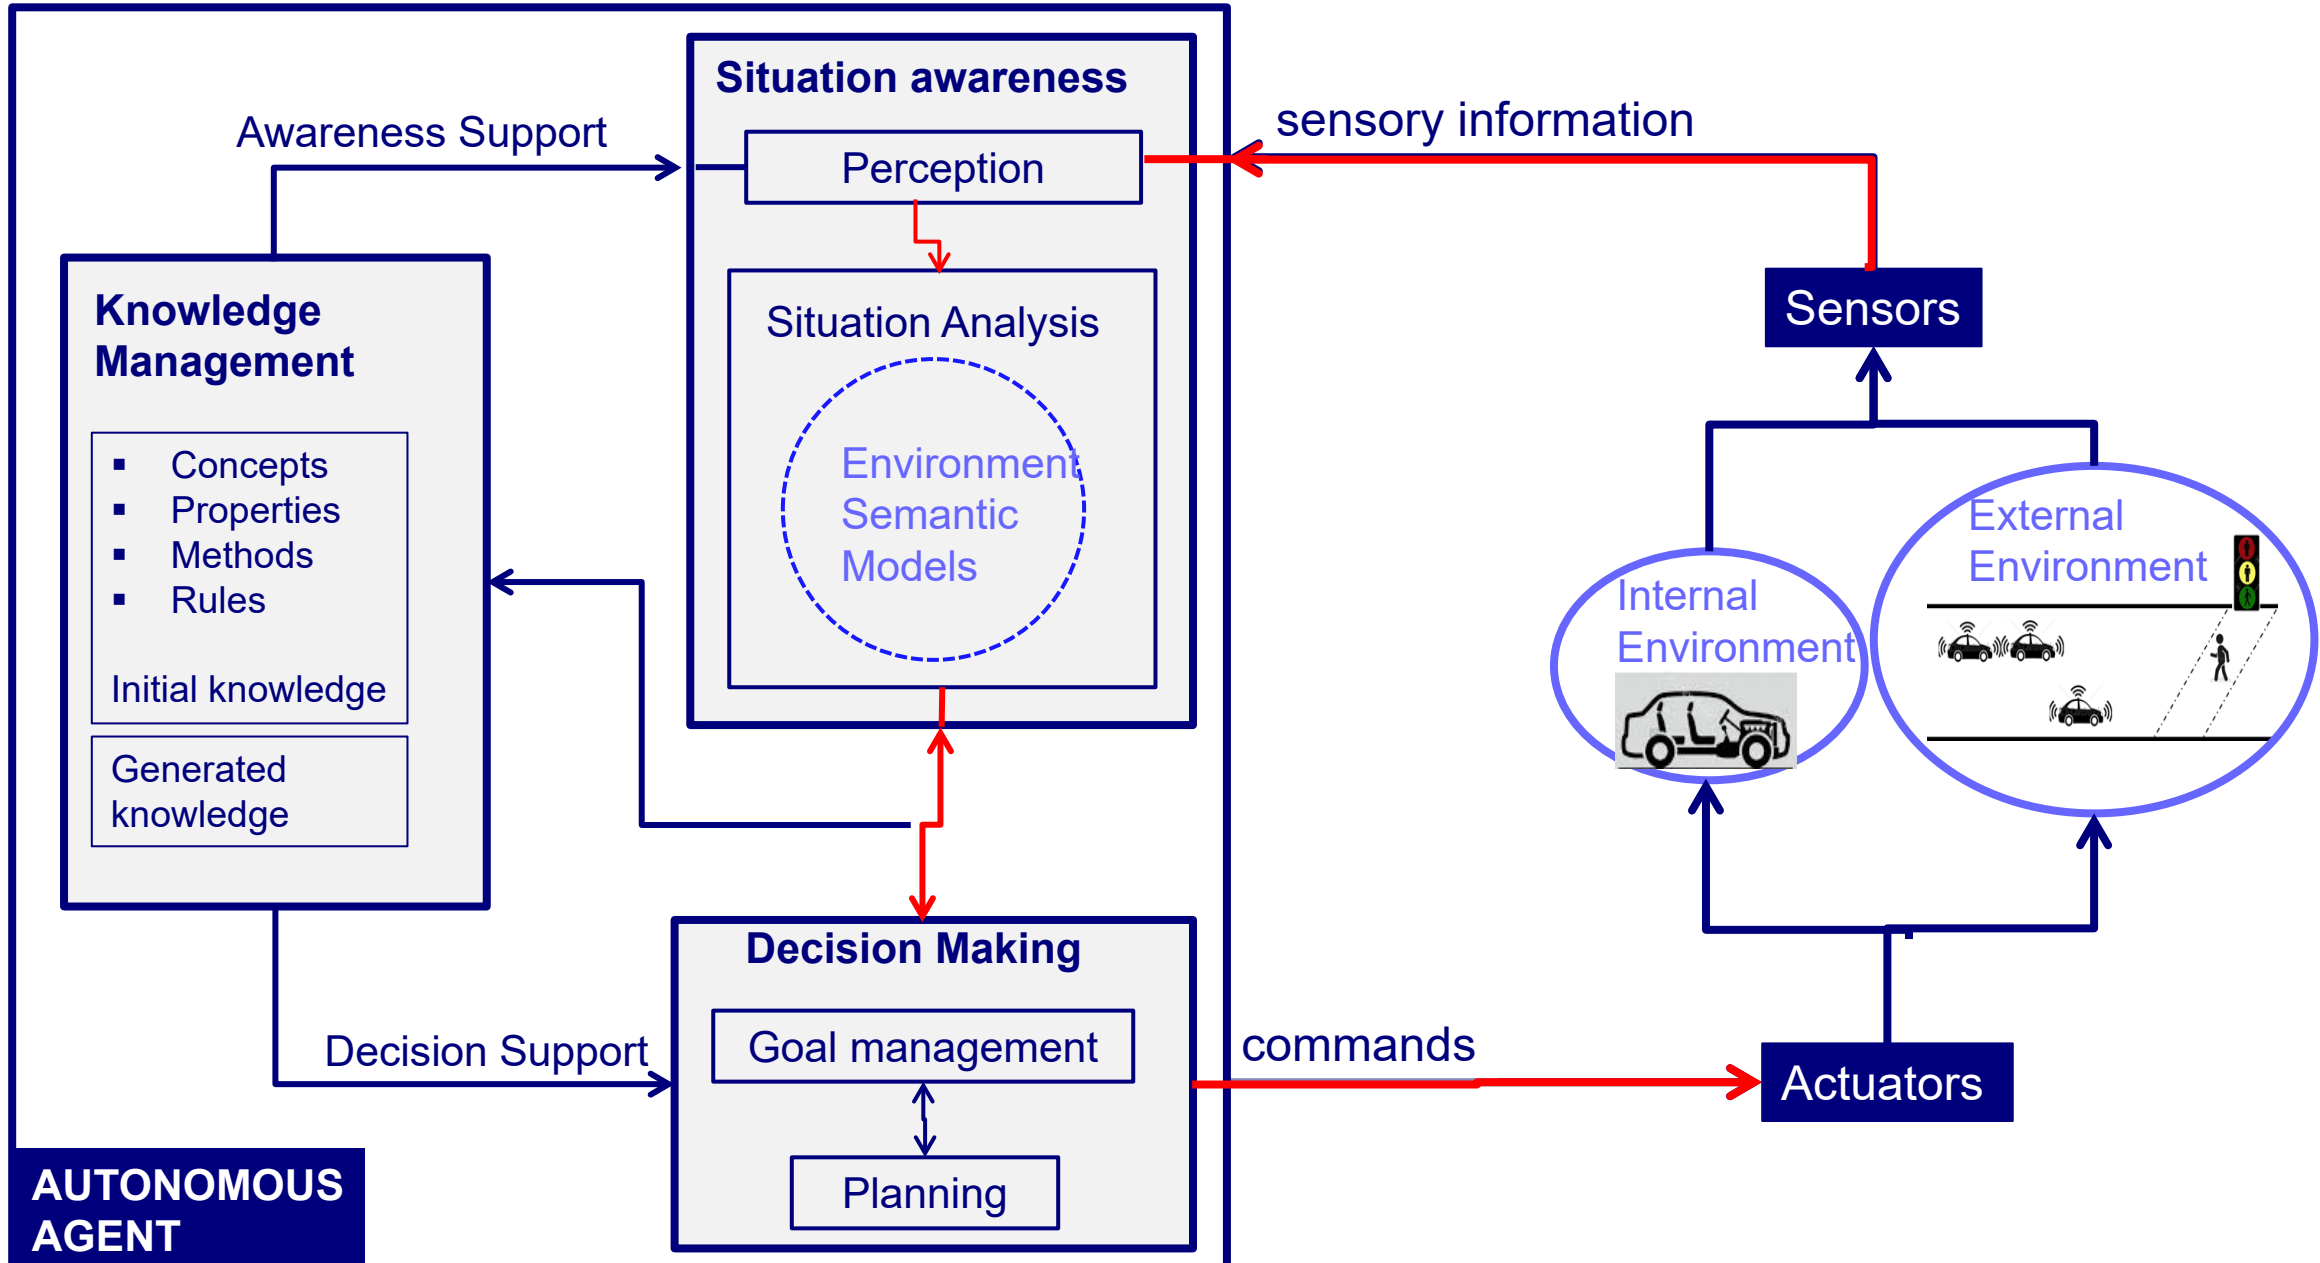 Situation awareness
Awareness Support
sensory information
Perception
Knowledge
Management
Sensors
Situation Analysis
▪ Concepts
▪ Properties
▪ Methods
▪ Rules
Initial knowledge
Generated
knowledge
Environment
Semantic
Models
External
Environment
Internal
Environment
Decision Making
Decision Support
Goal management
commands
Actuators
Planning
AUTONOMOUS
AGENT